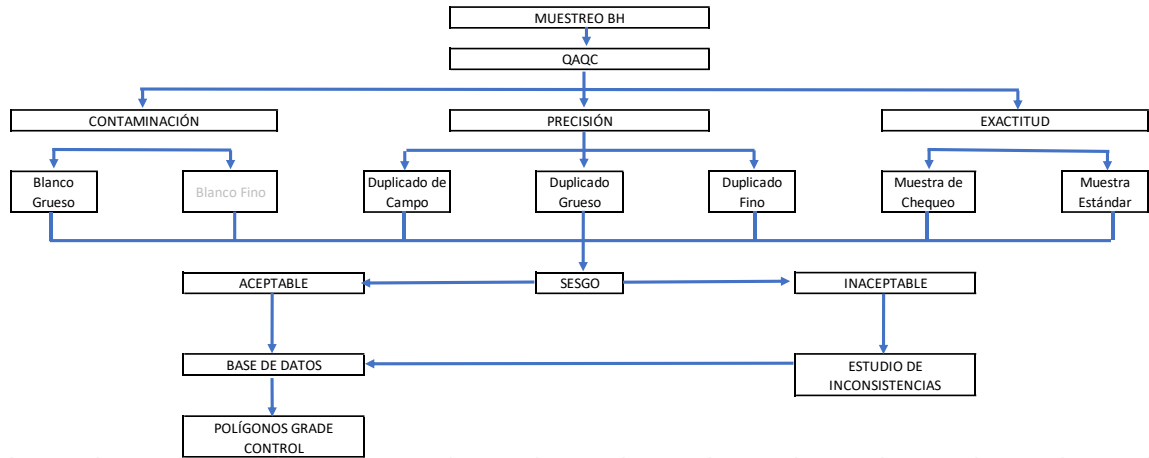 MUESTREO BH
QAQC
CONTAMINACIÓN
PRECISIÓN
EXACTITUD
Blanco
Grueso
Blanco Fino
Duplicado de
Campo
Duplicado
Grueso
Duplicado
Fino
Muestra de
Chequeo
Muestra
Estándar
ACEPTABLE
SESGO
INACEPTABLE
BASE DE DATOS
ESTUDIO DE
INCONSISTENCIAS
POLÍGONOS GRADE
CONTROL